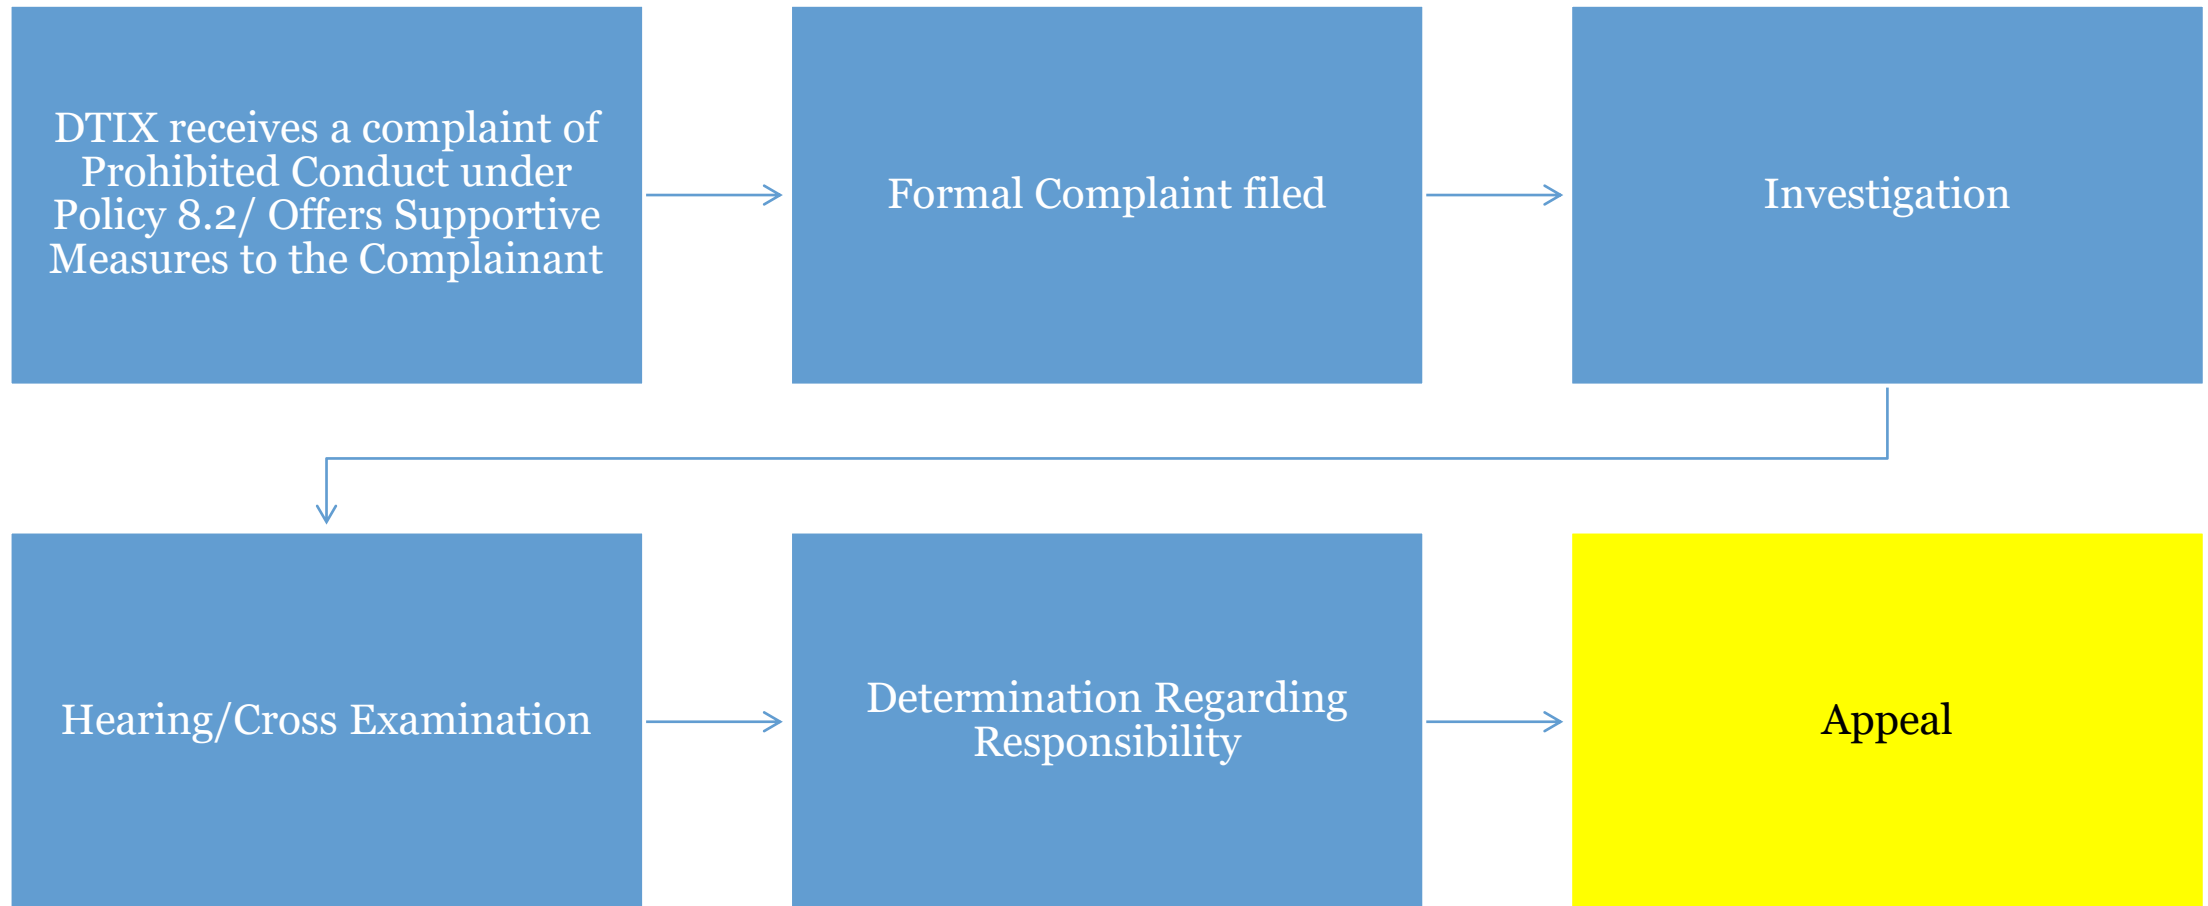 DTIX receives a complaint of
Prohibited Conduct under
Policy 8.2/ Offers Supportive
Measures to the Complainant
Formal Complaint filed
Investigation
Hearing/Cross Examination
Determination Regarding
Responsibility
Appeal